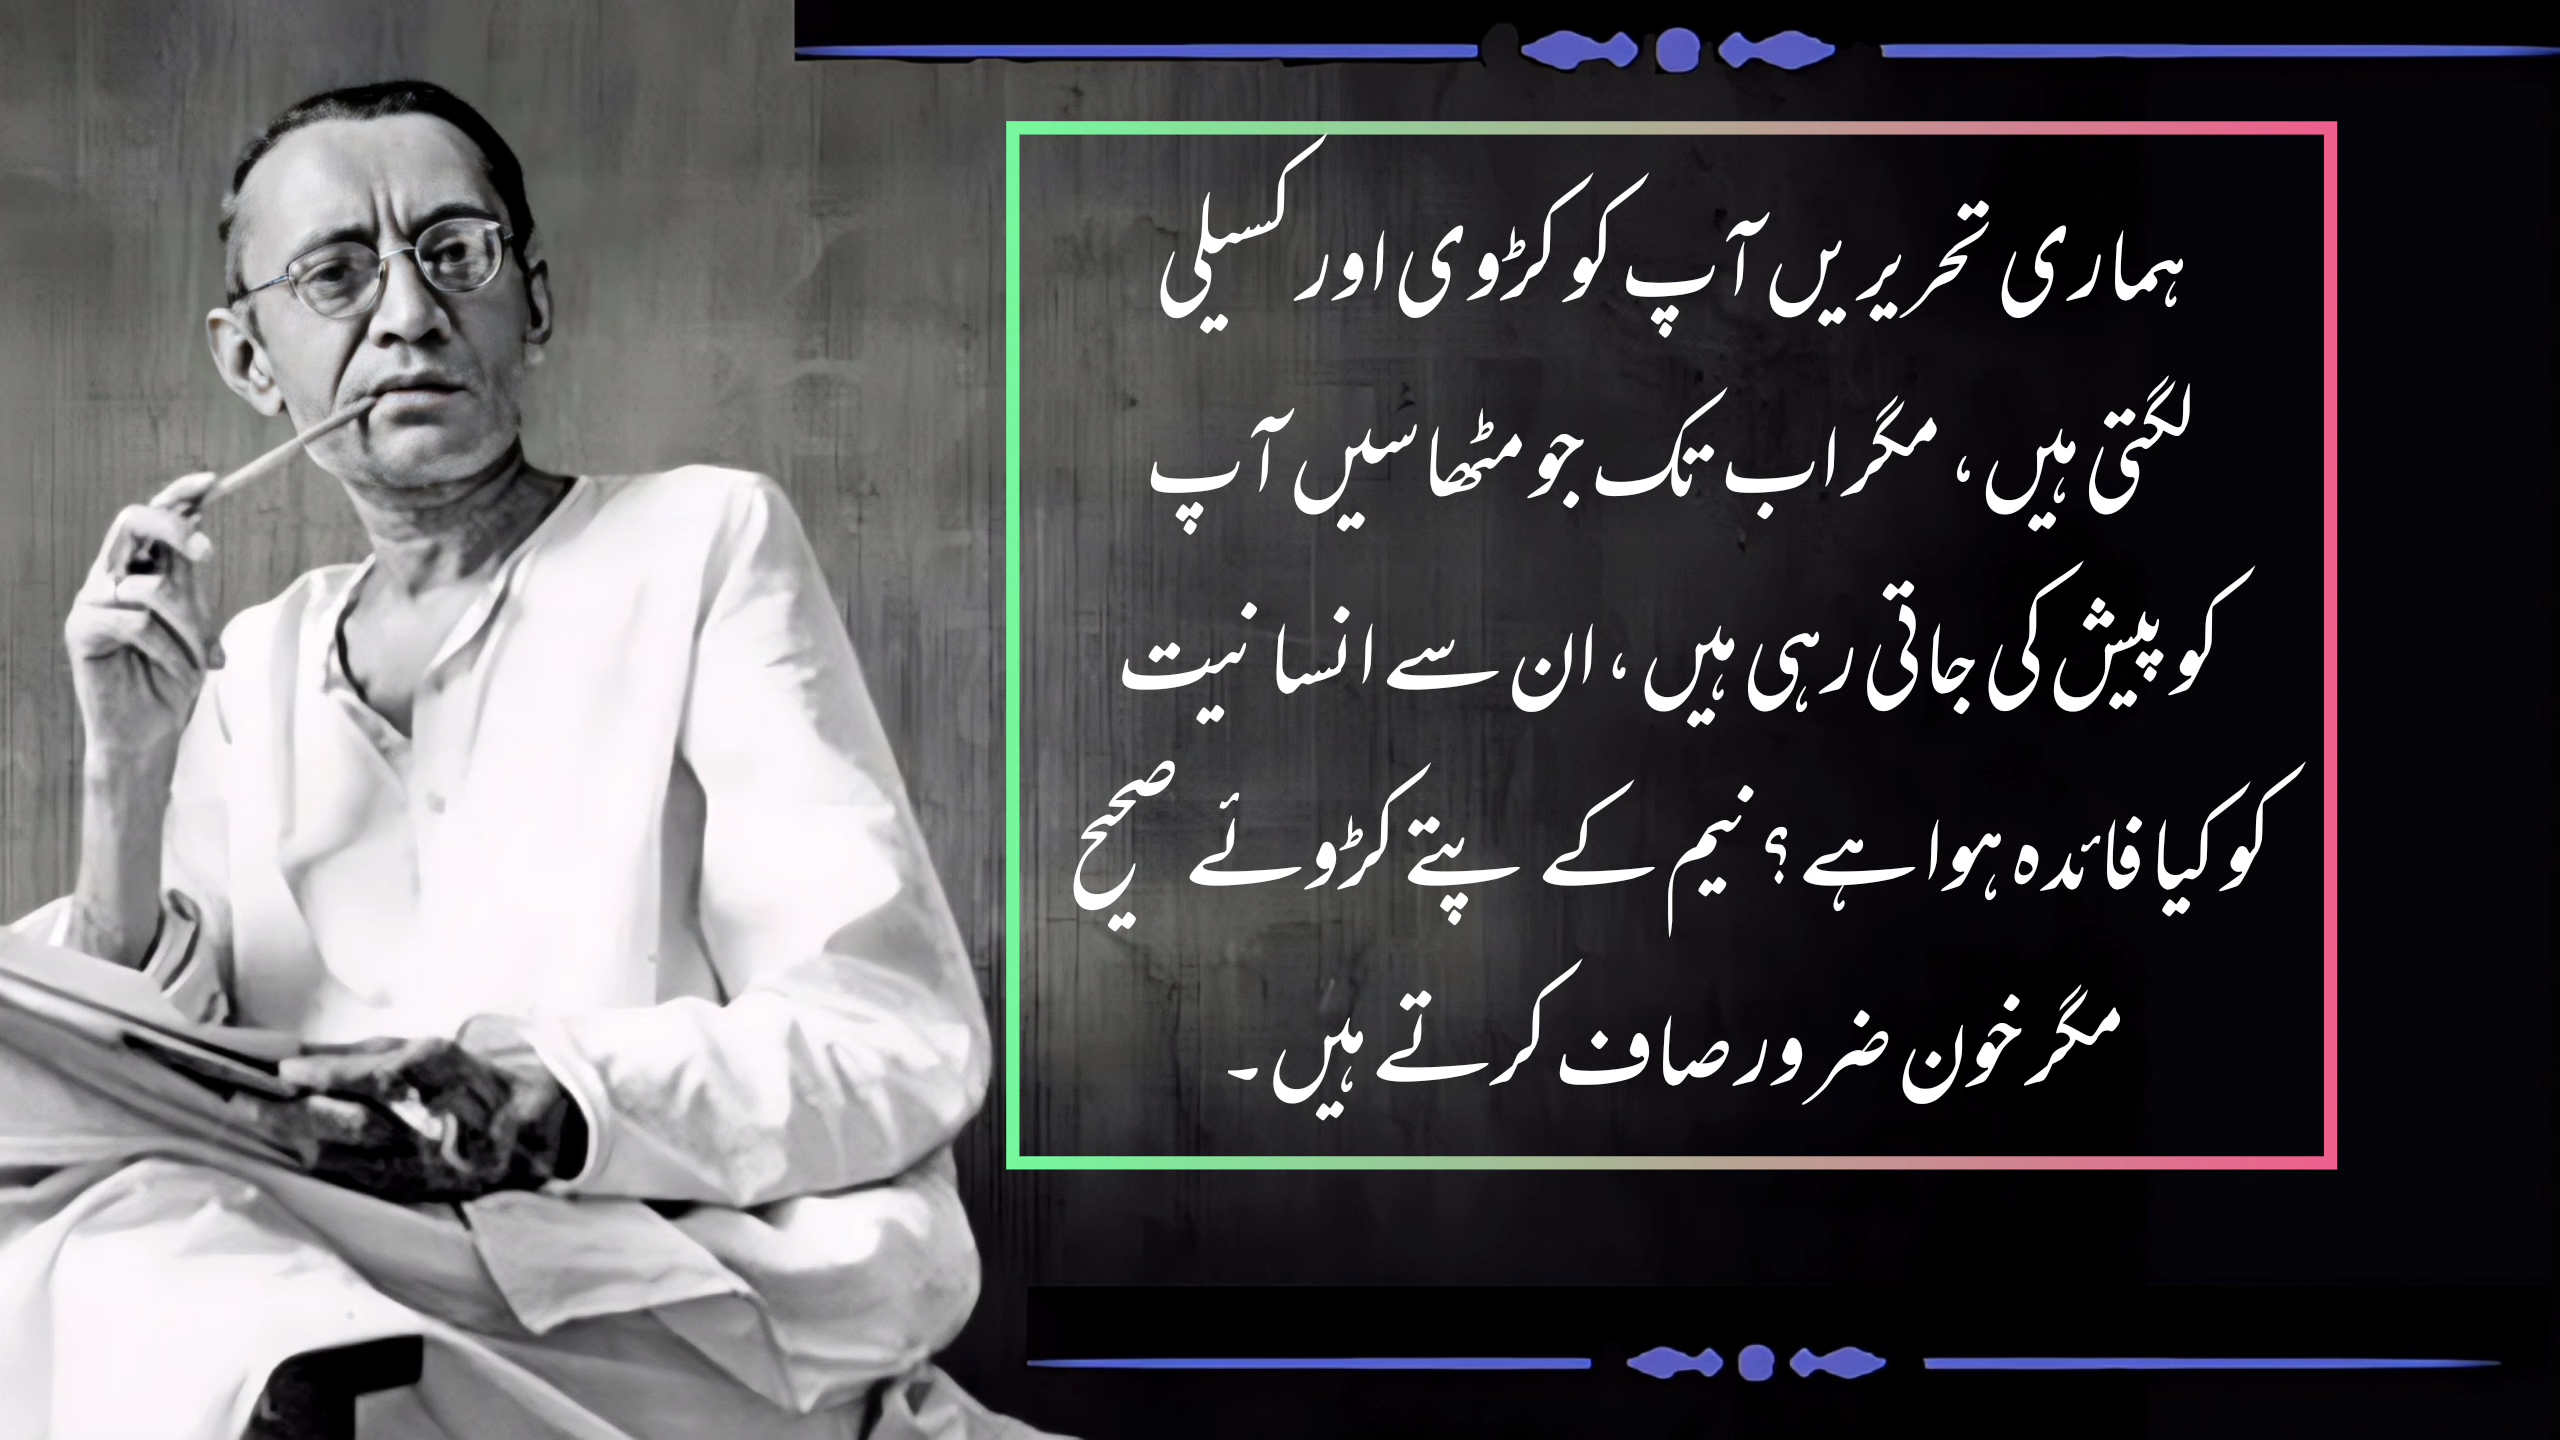 ہماری تحریریں آپ کو کڑوی اور کسیلی
لگتی ہیں، مگر اب تک جو مٹھاسیں آپ
کو پیش کی جاتی رہی ہیں، ان سے انسانیت
کو کیا فائدہ ہوا ہے؟ نیم کے پتے کڑوئے صحیح
مگر خون ضرور صاف کرتے ہیں۔